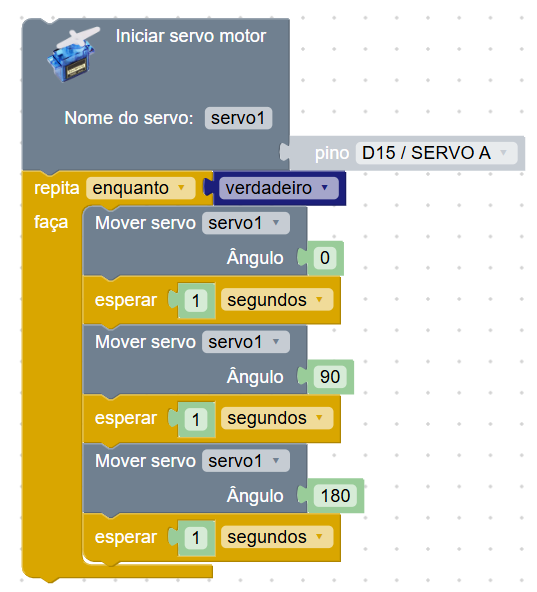 Iniciar servo motor
Nome do servo: servo1
pino D15 / SERVO A
repita enquanto verdadeiro
faça Mover servo servo1
Ângulo 0
esperar 1 segundos
Mover servo servo1
Ângulo 90
esperar 1 segundos
Mover servo servo1
Ângulo 180
esperar 1 segundos